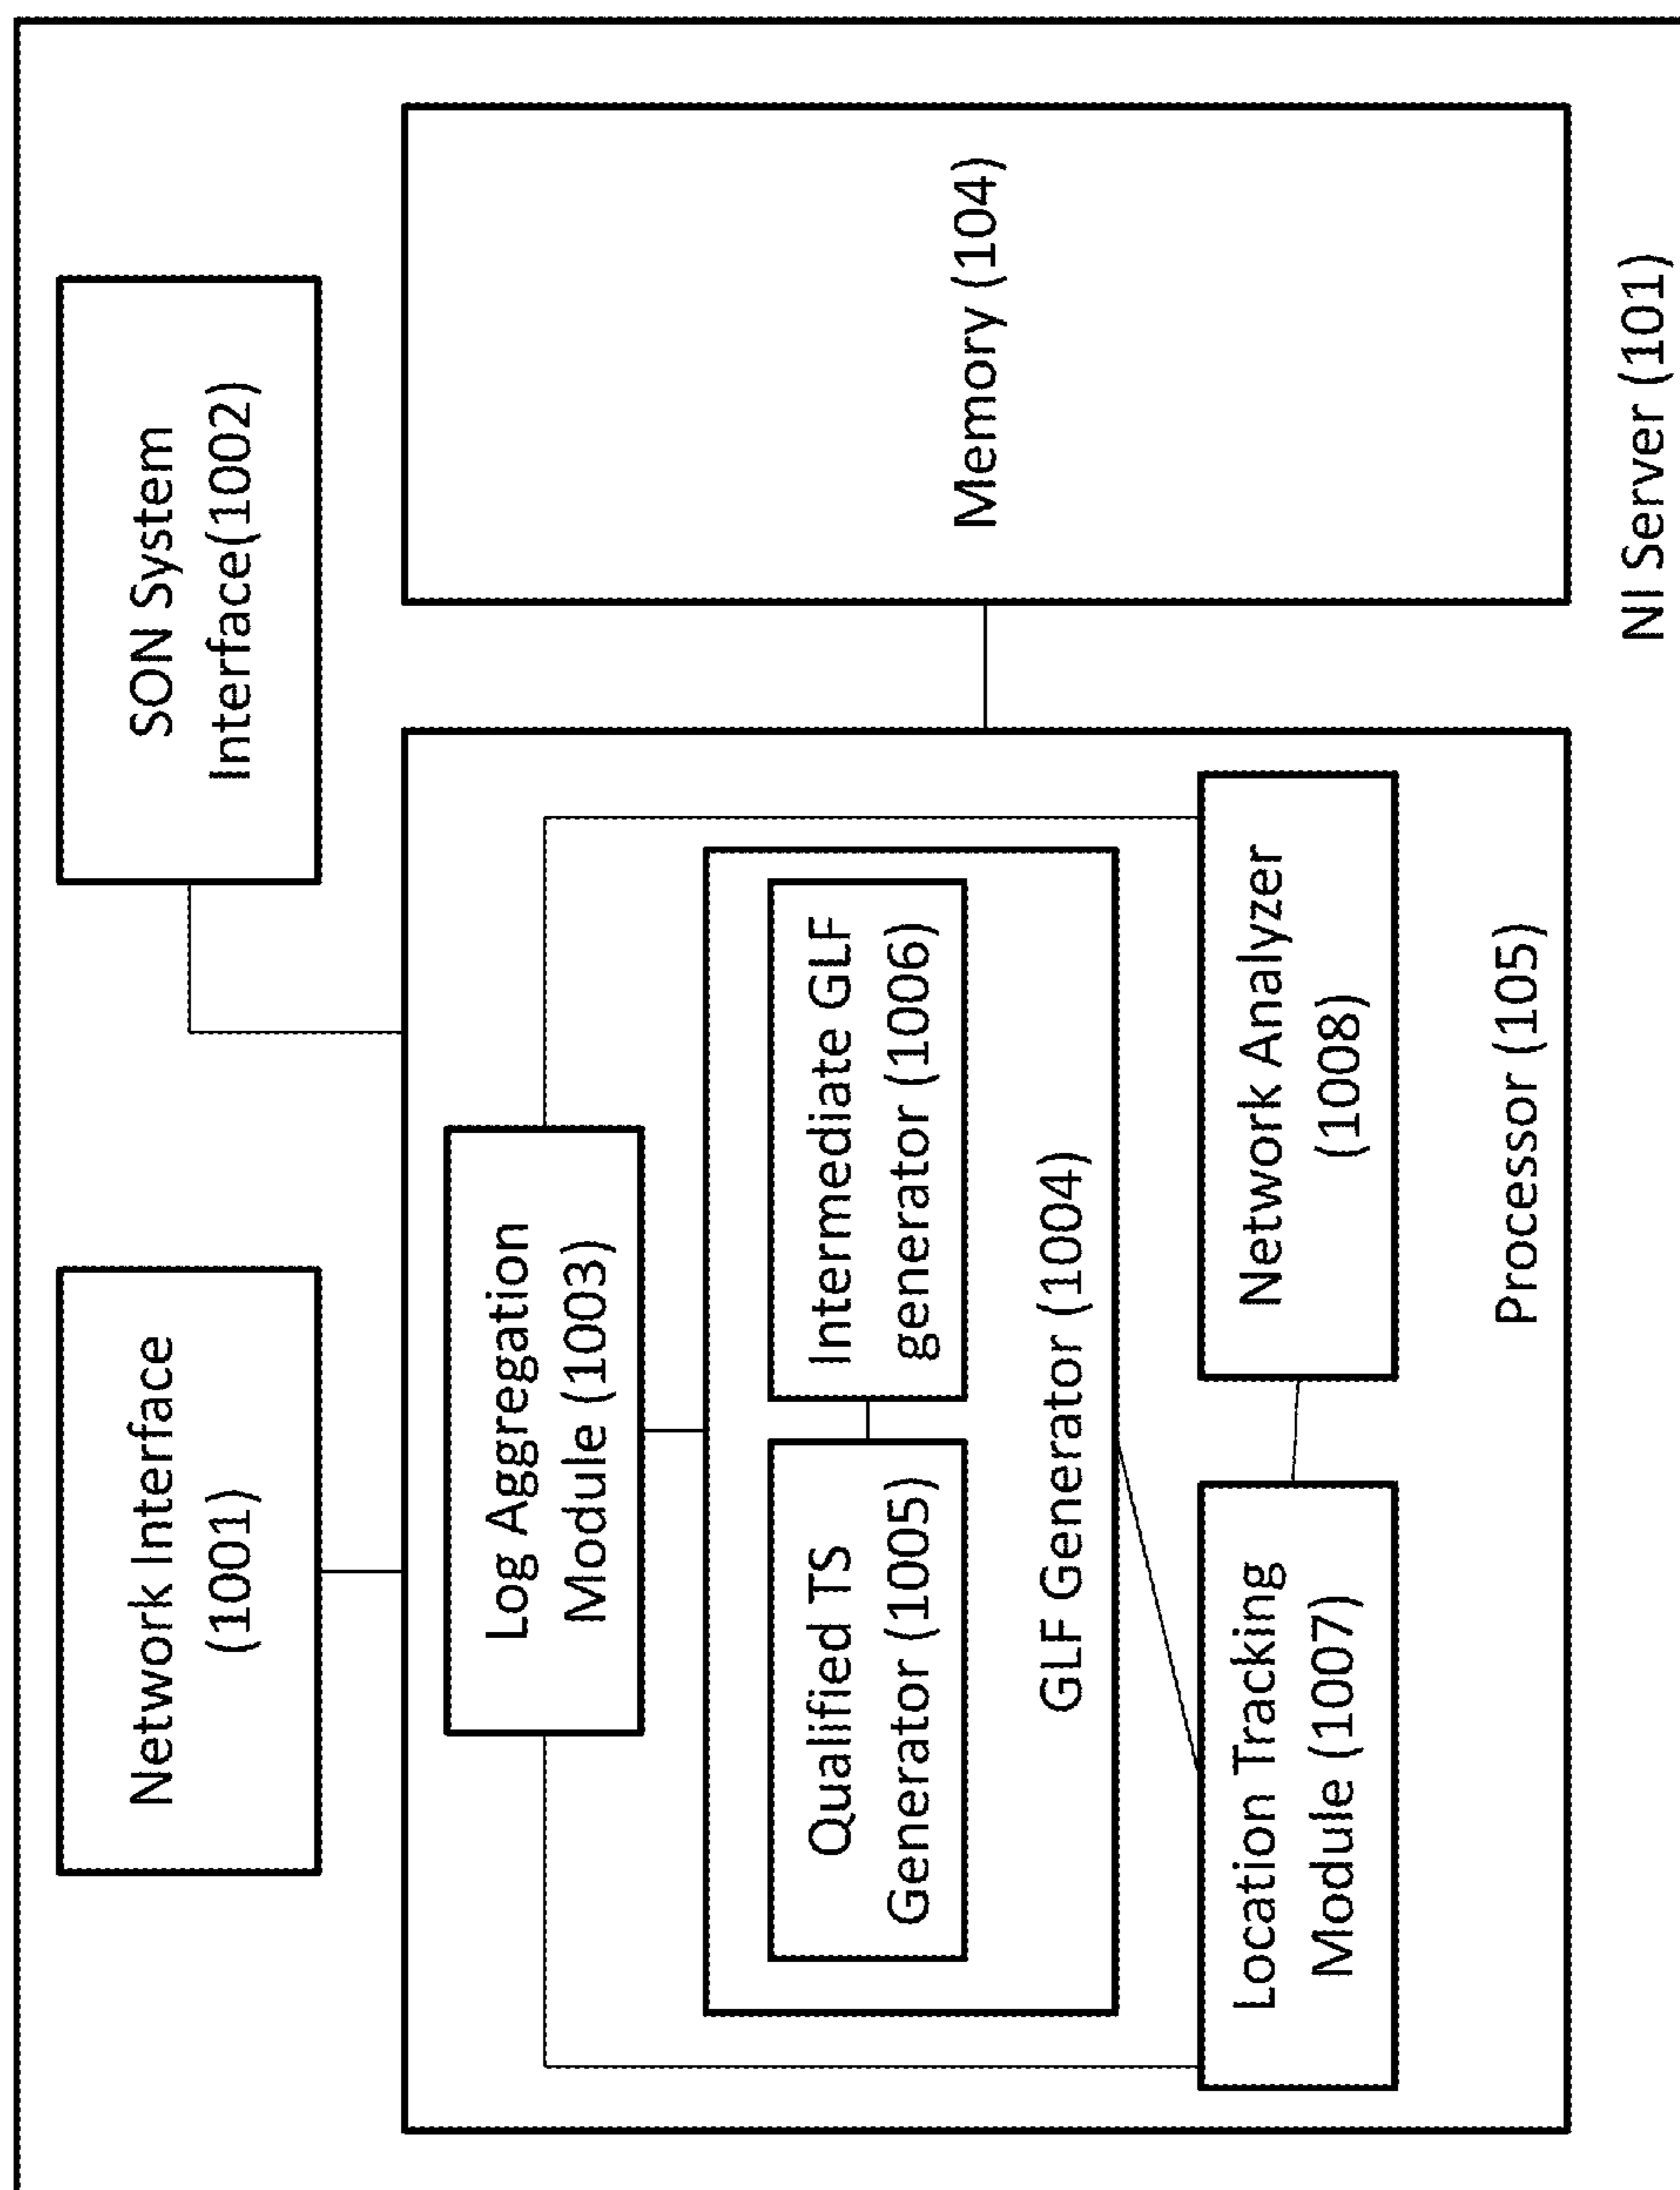 Network Interface
(1001)
SON System
Interface(1002)
Log Aggregation
Module (1003)
Qualified TS
Generator (1005)
Intermediate GLF
generator (1006)
GLF Generator (1004)
Location Tracking
Module (1007)
Network Analyzer
(1008)
Processor (105)
Memory (104)
NI Server (101)